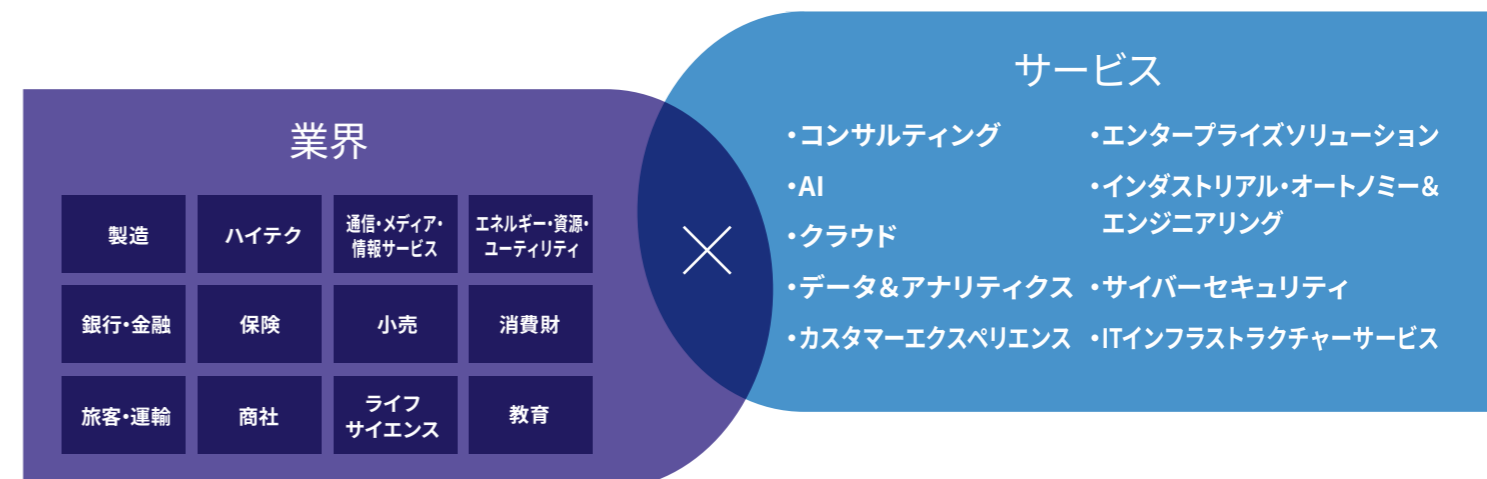 業界
製造
ハイテク
通信・メディア・
情報サービス
エネルギー・資源・
ユーティリティ
銀行・金融
保険
小売
消費財
旅客・運輸
商社
ライフ
サイエンス
教育
×
サービス
・コンサルティング
・AI
・クラウド
・データ&アナリティクス
・カスタマーエクスペリエンス
・エンタープライズソリューション
・インダストリアル・オートノミー&
エンジニアリング
・サイバーセキュリティ
・ITインフラストラクチャーサービス